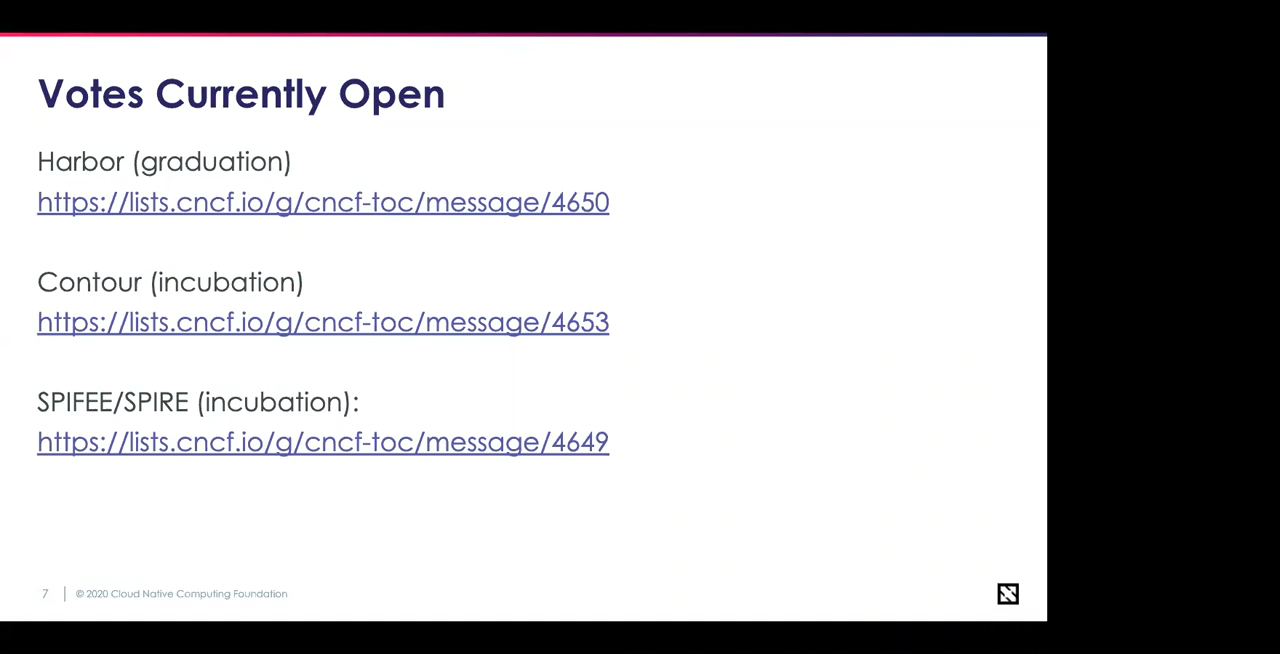 Votes Currently Open
Harbor (graduation)
https://lists.cncf.io/g/cncf-toc/message/4650
Contour (incubation)
https://lists.cncf.io/g/cncf-toc/message/4653
SPIFEE/SPIRE (incubation):
https://lists.cncf.io/g/cncf-toc/message/4649
7 | © 2020 Cloud Native Computing Foundation